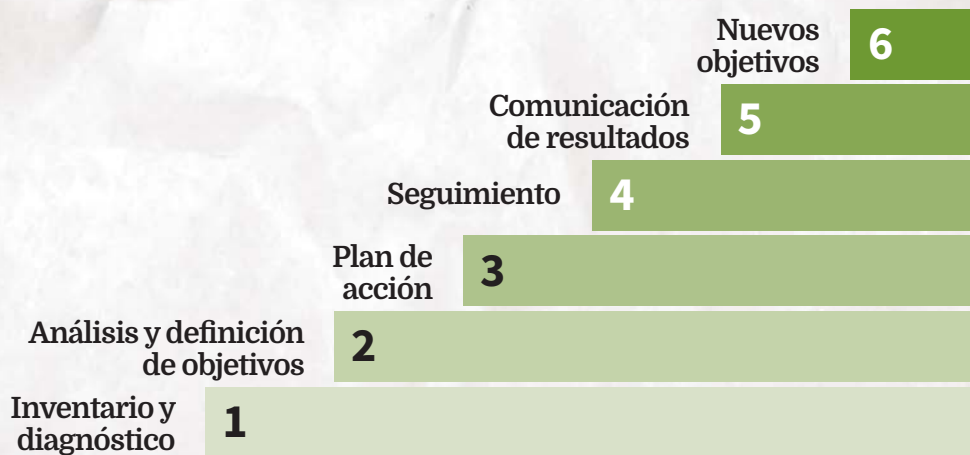 Nuevos
objetivos
6
Comunicación
de resultados
5
Seguimiento
4
Plan de
acción
3
Análisis y definición
de objetivos
2
Inventario y
diagnóstico
1